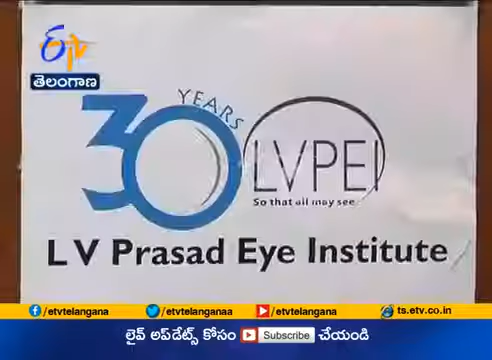 ఈ tv
తెలంగాణ
30 YEARS
LVPEI
So that all may see
L V Prasad Eye Institute
/etvtelangana
/etvtelanganaa
/etvtelangana
ts.etv.co.in
లైవ్ అప్‌డేట్స్ కోసం Subscribe చేయండి